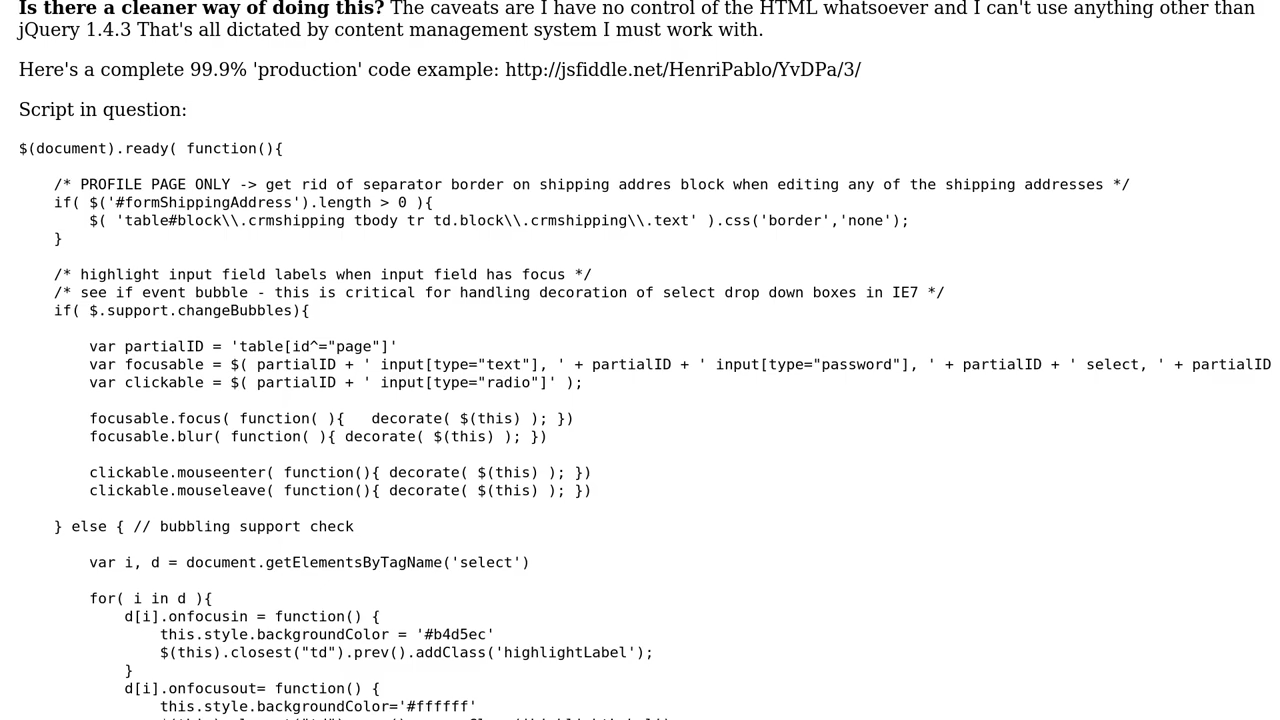 Is there a cleaner way of doing this? The caveats are I have no control of the HTML whatsoever and I can't use anything other than
jQuery 1.4.3 That's all dictated by content management system I must work with.
Here's a complete 99.9% 'production' code example: http://jsfiddle.net/HenriPablo/YvDPa/3/
Script in question:
$(document).ready( function(){
/* PROFILE PAGE ONLY -> get rid of separator border on shipping addres block when editing any of the shipping addresses */
if( $('#formShippingAddress').length > 0 ){
$( 'table#block\\.crmshipping tbody tr td.block\\.crmshipping\\.text' ).css('border','none');
}
/* highlight input field labels when input field has focus */
/* see if event bubble - this is critical for handling decoration of select drop down boxes in IE7 */
if( $.support.changeBubbles){
var partialID = 'table[id^="page"]'
var focusable = $( partialID + ' input[type="text"], ' + partialID + ' input[type="password"], ' + partialID + ' select, ' + partialID
var clickable = $( partialID + ' input[type="radio"]' );
focusable.focus( function( ){   decorate( $(this) ); })
focusable.blur( function( ){ decorate( $(this) ); })
clickable.mouseenter( function(){ decorate( $(this) ); })
clickable.mouseleave( function(){ decorate( $(this) ); })
} else { // bubbling support check
var i, d = document.getElementsByTagName('select')
for( i in d ){
d[i].onfocusin = function() {
this.style.backgroundColor = '#b4d5ec'
$(this).closest("td").prev().addClass('highlightLabel');
}
d[i].onfocusout= function() {
this.style.backgroundColor='#ffffff'